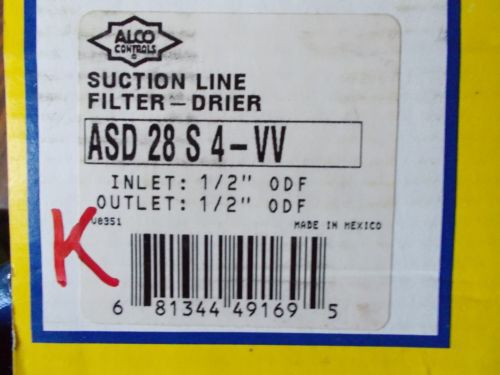 ALCO
CONTROLS
®
SUCTION LINE
FILTER-DRIER
ASD 28 S 4-VV
INLET: 1/2" ODF
OUTLET: 1/2" ODF
V8351 MADE IN MEXICO
K
6 81344 49169 5